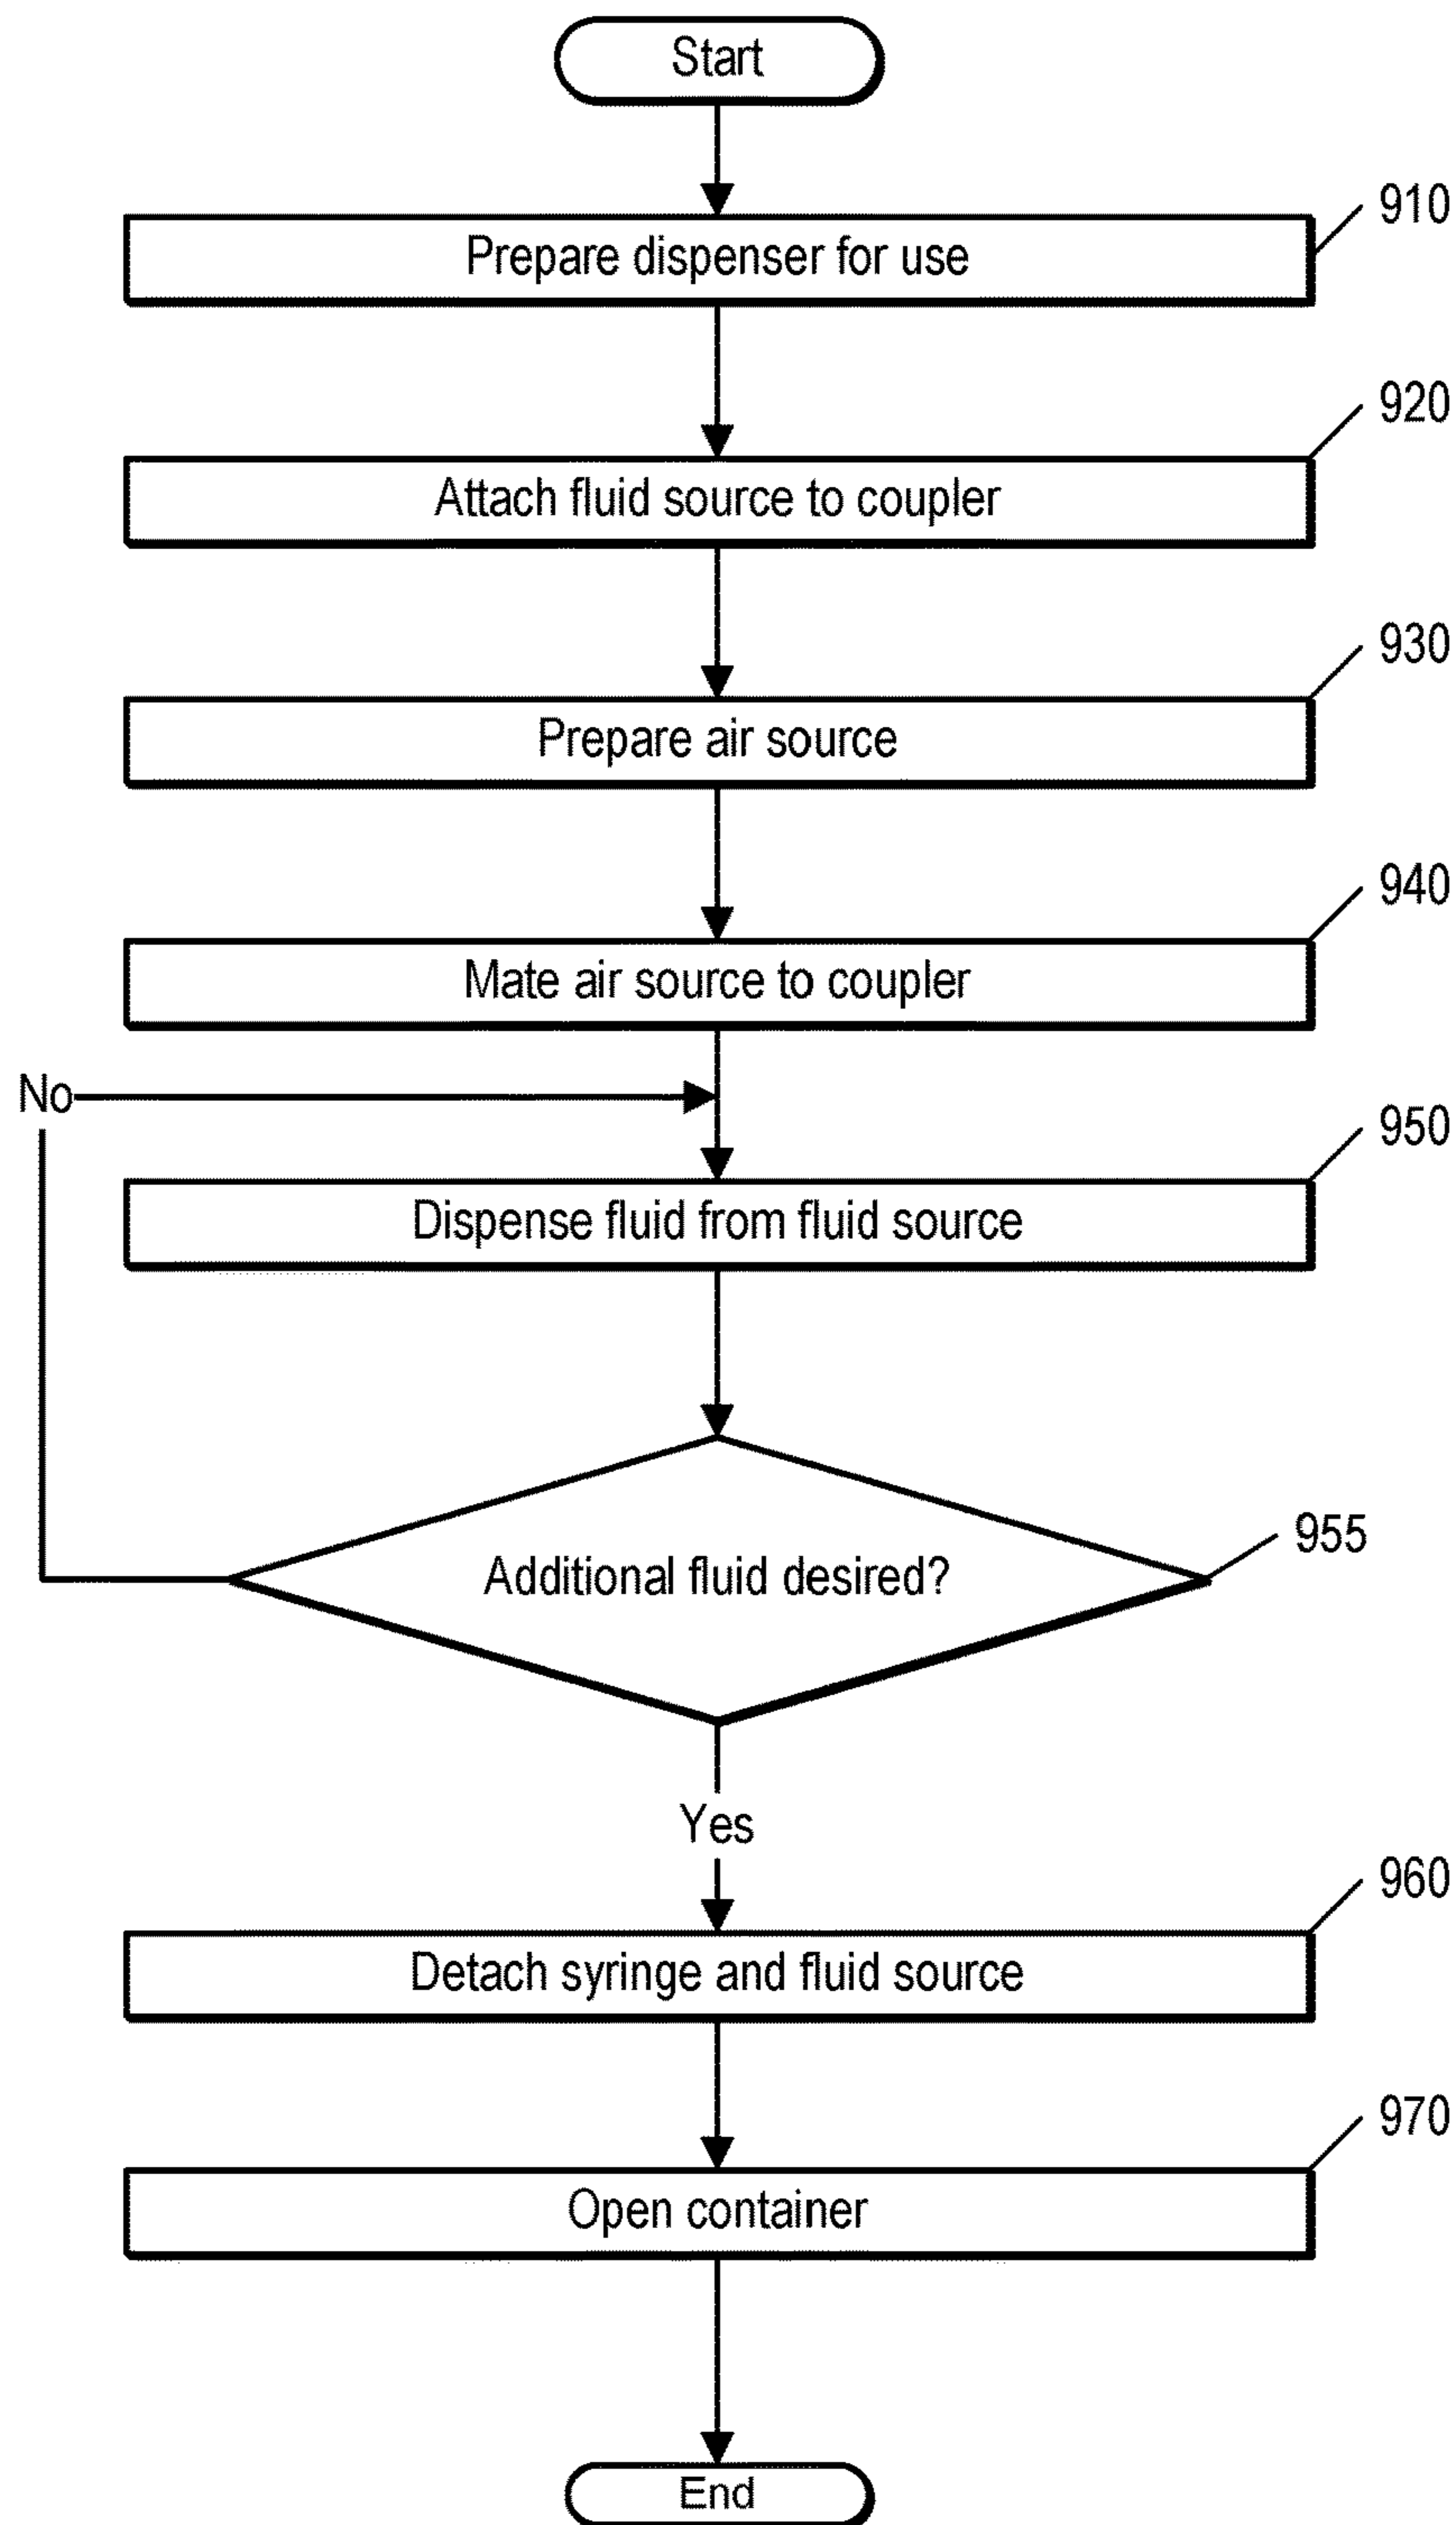 Start
910
Prepare dispenser for use
920
Attach fluid source to coupler
930
Prepare air source
940
Mate air source to coupler
No
950
Dispense fluid from fluid source
955
Additional fluid desired?
Yes
960
Detach syringe and fluid source
970
Open container
End